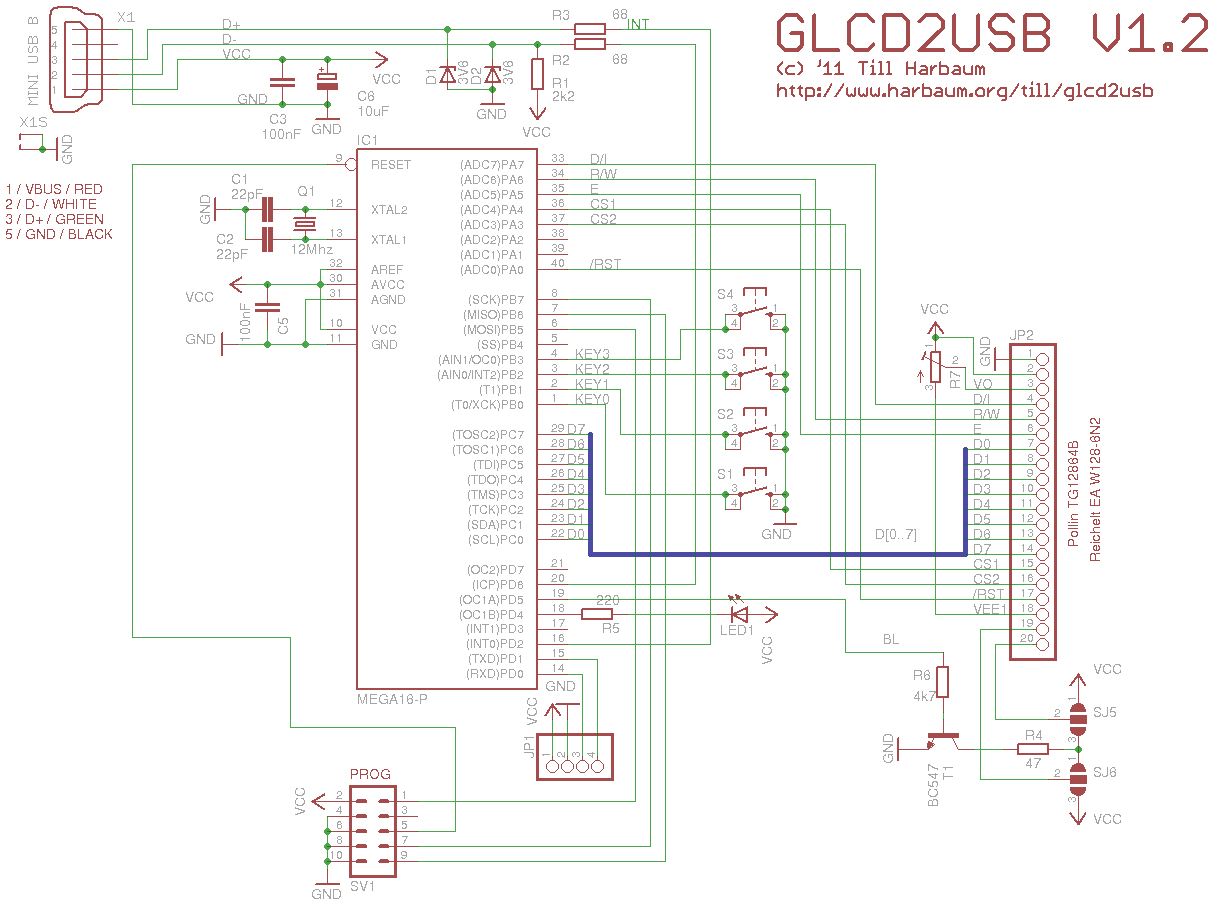 GLCD2USB V1.2
(c) '11 Till Harbaum
http://www.harbaum.org/till/glcd2usb
MINI USB B
X1
5
4
3
2
1
D+
D-
VCC
GND
C3
100nF
+
C6
10uF
VCC
GND
R3
68
INT
R2
68
D1
3V6
D2
3V6
GND
R1
2k2
VCC
X1S
GND
1 / VBUS / RED
2 / D- / WHITE
3 / D+ / GREEN
5 / GND / BLACK
GND
C1
22pF
C2
22pF
Q1
12Mhz
VCC
100nF
C5
GND
IC1
9 RESET
12 XTAL2
13 XTAL1
32 AREF
30 AVCC
31 AGND
10 VCC
11 GND
(ADC7)PA7 33 D/I
(ADC6)PA6 34 R/W
(ADC5)PA5 35 E
(ADC4)PA4 36 CS1
(ADC3)PA3 37 CS2
(ADC2)PA2 38
(ADC1)PA1 39
(ADC0)PA0 40 /RST
(SCK)PB7 8
(MISO)PB6 7
(MOSI)PB5 6
(SS)PB4 5
(AIN1/OC0)PB3 4 KEY3
(AIN0/INT2)PB2 3 KEY2
(T1)PB1 2 KEY1
(T0/XCK)PB0 1 KEY0
(TOSC2)PC7 29 D7
(TOSC1)PC6 28 D6
(TDI)PC5 27 D5
(TDO)PC4 26 D4
(TMS)PC3 25 D3
(TCK)PC2 24 D2
(SDA)PC1 23 D1
(SCL)PC0 22 D0
(OC2)PD7 21
(ICP)PD6 20
(OC1A)PD5 19
(OC1B)PD4 18
(INT1)PD3 17
(INT0)PD2 16
(TXD)PD1 15
(RXD)PD0 14
MEGA16-P
S4
3 1
4 2
S3
3 1
4 2
S2
3 1
4 2
S1
3 1
4 2
GND
D[0..7]
220
R5
LED1
VCC
BL
VCC
1
2
3
R7
GND
JP2
1
2
VO 3
D/I 4
R/W 5
E 6
D0 7
D1 8
D2 9
D3 10
D4 11
D5 12
D6 13
D7 14
CS1 15
CS2 16
/RST 17
VEE1 18
19
20
Pollin TG12864B
Reichelt EA W128-6N2
R6
4k7
GND
BC547
T1
R4
47
VCC
1
2
3
SJ5
1
2
3
SJ6
VCC
GND
VCC
JP1
1
2
3
4
PROG
VCC
2 1
4 3
6 5
8 7
10 9
GND
SV1